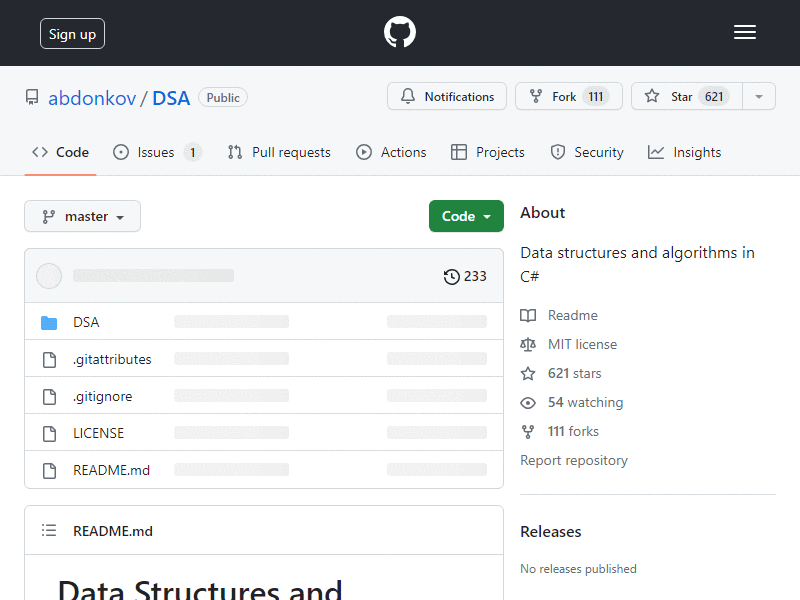 Sign up
abdonkov / DSA Public
Notifications
Fork 111
Star 621
Code
Issues 1
Pull requests
Actions
Projects
Security
Insights
master
Code
233
DSA
.gitattributes
.gitignore
LICENSE
README.md
README.md
Data Structures and
About
Data structures and algorithms in
C#
Readme
MIT license
621 stars
54 watching
111 forks
Report repository
Releases
No releases published